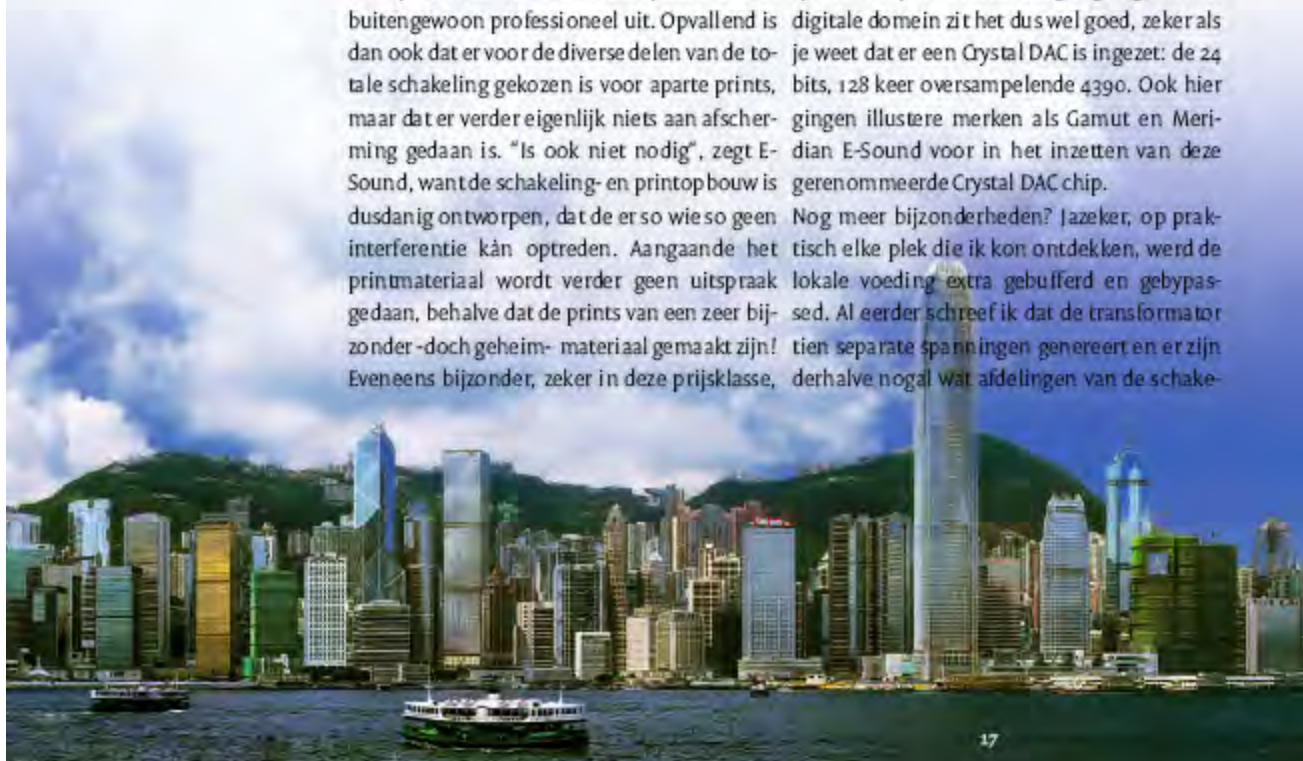 buitengewoon professioneel uit. Opvallend is
dan ook dat er voor de diverse delen van de to-
tale schakeling gekozen is voor aparte prints,
maar dat er verder eigenlijk niets aan afscher-
ming gedaan is. "Is ook niet nodig", zegt E-
Sound, want de schakeling- en printopbouw is
dusdanig ontworpen, dat de er so wie so geen
interferentie kàn optreden. Aangaande het
printmateriaal wordt verder geen uitspraak
gedaan, behalve dat de prints van een zeer bij-
zonder -doch geheim- materiaal gemaakt zijn!
Eveneens bijzonder, zeker in deze prijsklasse,
digitale domein zit het dus wel goed, zeker als
je weet dat er een Crystal DAC is ingezet: de 24
bits, 128 keer oversampelende 4390. Ook hier
gingen illustere merken als Gamut en Meri-
dian E-Sound voor in het inzetten van deze
gerenommeerde Crystal DAC chip.
Nog meer bijzonderheden? Jazeker, op prak-
tisch elke plek die ik kon ontdekken, werd de
lokale voeding extra gebufferd en gebypas-
sed. Al eerder schreef ik dat de transformator
tien separate spanningen genereert en er zijn
derhalve nogal wat afdelingen van de schake-
17